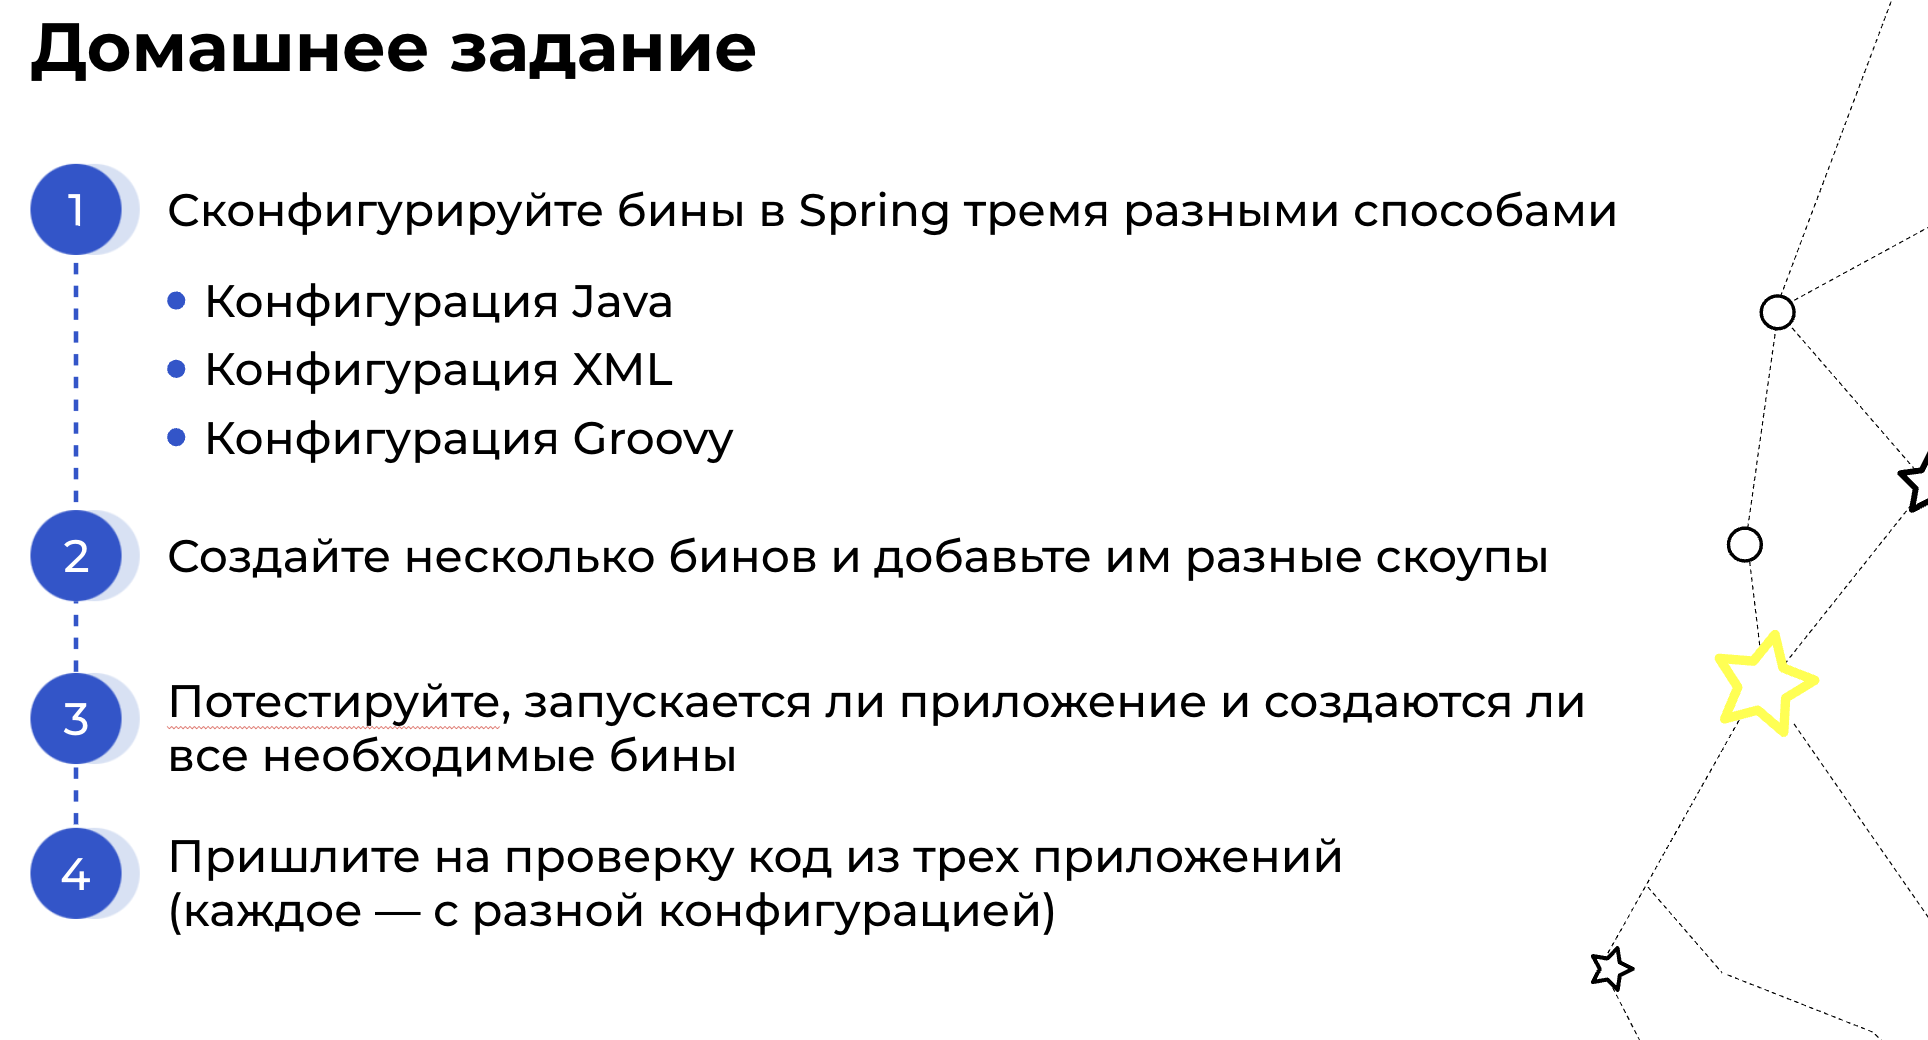 Домашнее задание
1
Сконфигурируйте бины в Spring тремя разными способами
Конфигурация Java
Конфигурация XML
Конфигурация Groovy
2
Создайте несколько бинов и добавьте им разные скоупы
3
Потестируйте, запускается ли приложение и создаются ли
все необходимые бины
4
Пришлите на проверку код из трех приложений
(каждое — с разной конфигурацией)